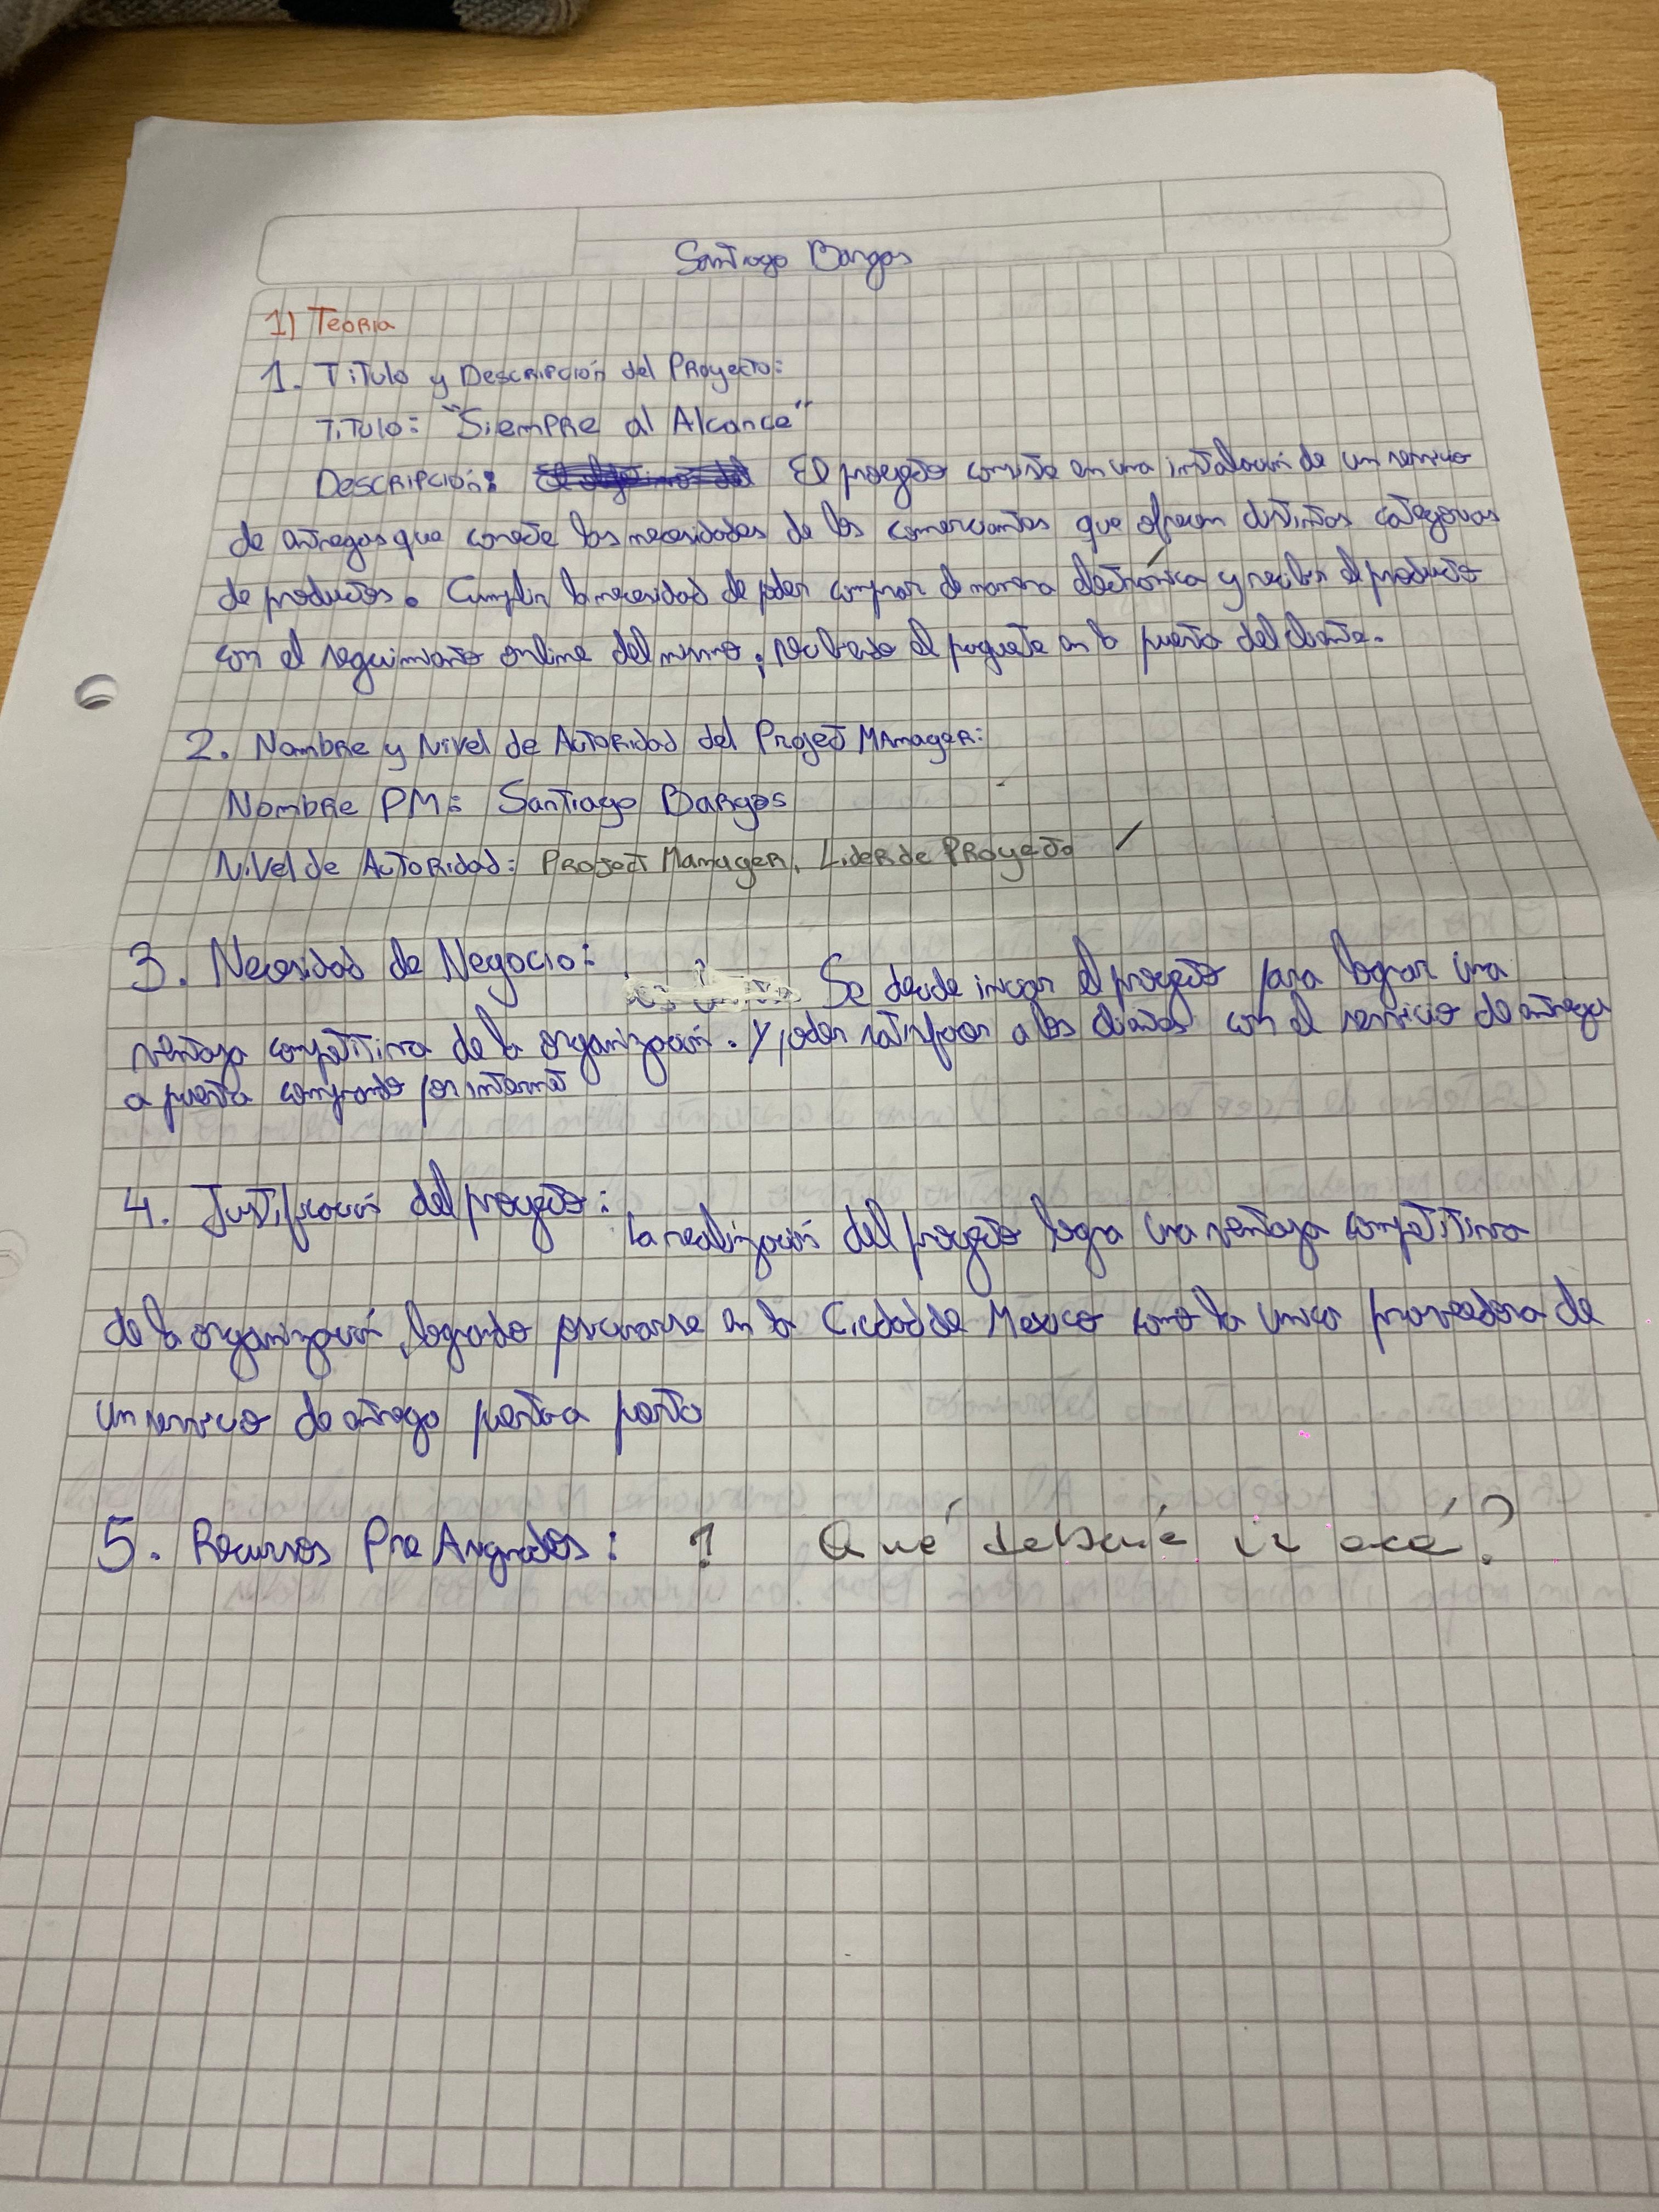 Santiago Bargas
1) Teoria
1. Titulo y Descripción del Proyecto:
Titulo: "Siempre al Alcance"
Descripción: El proyecto consiste en una instalación de un servicio
de entregas que conecte las necesidades de los comerciantes que ofrecen distintas categorias
de productos. Cumplir la necesidad de poder comprar de manera electrónica y recibir el producto
con el seguimiento online del mismo, recibiendo el paquete en la puerta del cliente.
2. Nombre y Nivel de Autoridad del Project Manager:
Nombre PM: Santiago Bargas
Nivel de Autoridad: Project Manager, Lider de Proyecto
3. Necesidad de Negocio:
Se decide iniciar el proyecto para lograr una
ventaja competitiva de la organización. Y poder satisfacer a los clientes con el servicio de entrega
a puerta comprando por internet
4. Justificación del proyecto:
La realización del proyecto logra una ventaja competitiva
de la organización, logrando posicionarse en la Ciudad de Mexico como la unica proveedora de
un servicio de entrega puerta a puerta
5. Recursos Pre Asignados: ? Qué debería ir acá?